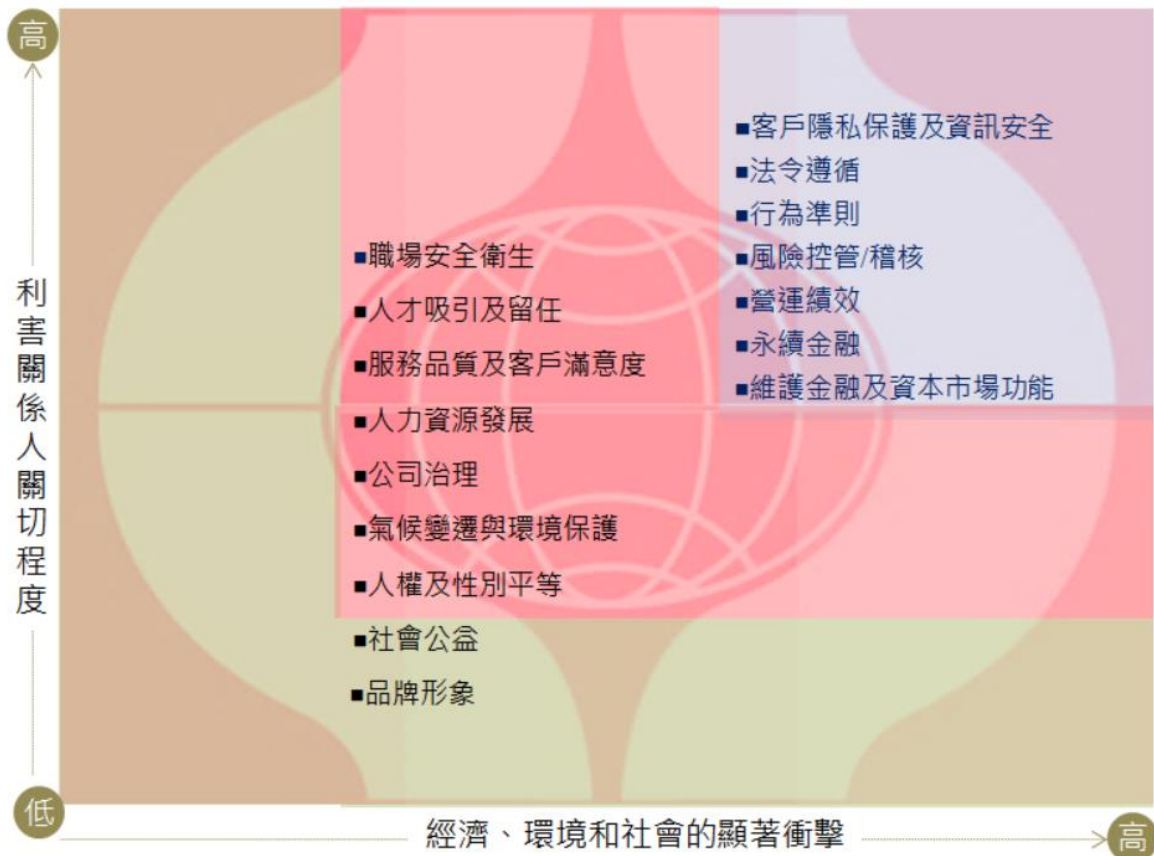 高
■客戶隱私保護及資訊安全
■法令遵循
■行為準則
■風險控管/稽核
■營運績效
■永續金融
■維護金融及資本市場功能
■職場安全衛生
■人才吸引及留任
■服務品質及客戶滿意度
■人力資源發展
■公司治理
■氣候變遷與環境保護
■人權及性別平等
■社會公益
■品牌形象
利害關係人關切程度
低
經濟、環境和社會的顯著衝擊
高